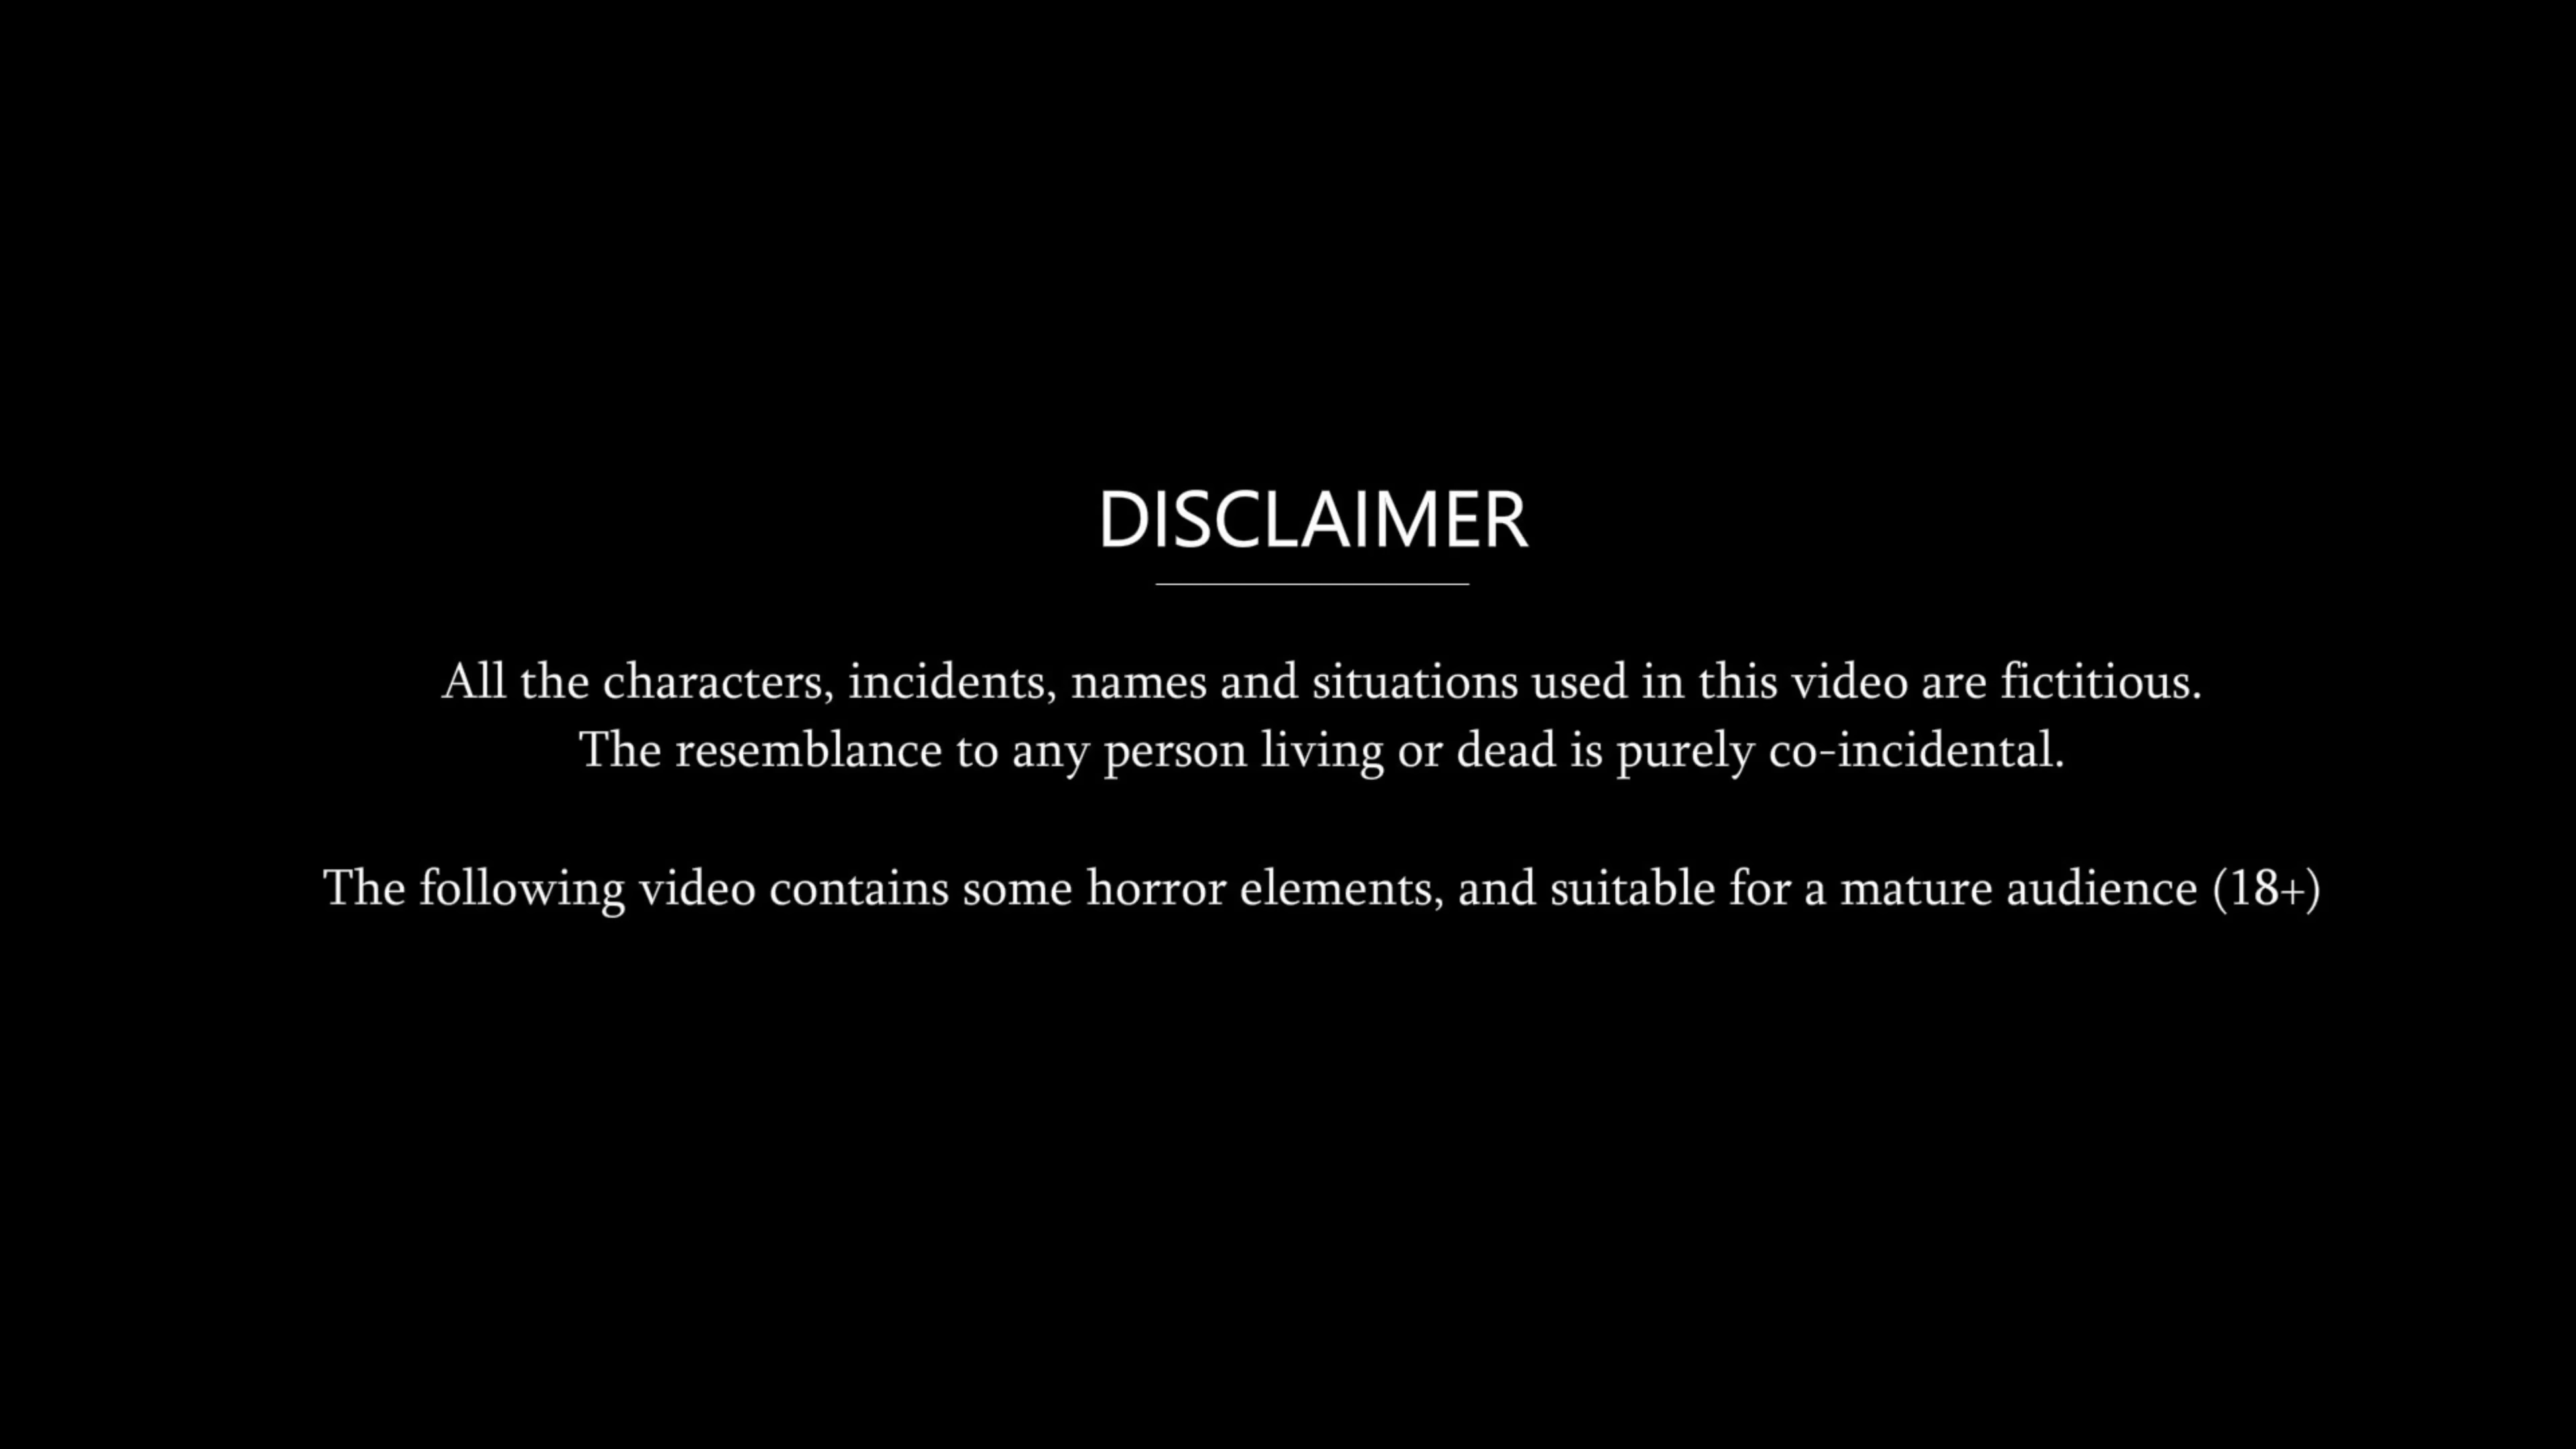 DISCLAIMER
All the characters, incidents, names and situations used in this video are fictitious.
The resemblance to any person living or dead is purely co-incidental.
The following video contains some horror elements, and suitable for a mature audience (18+)